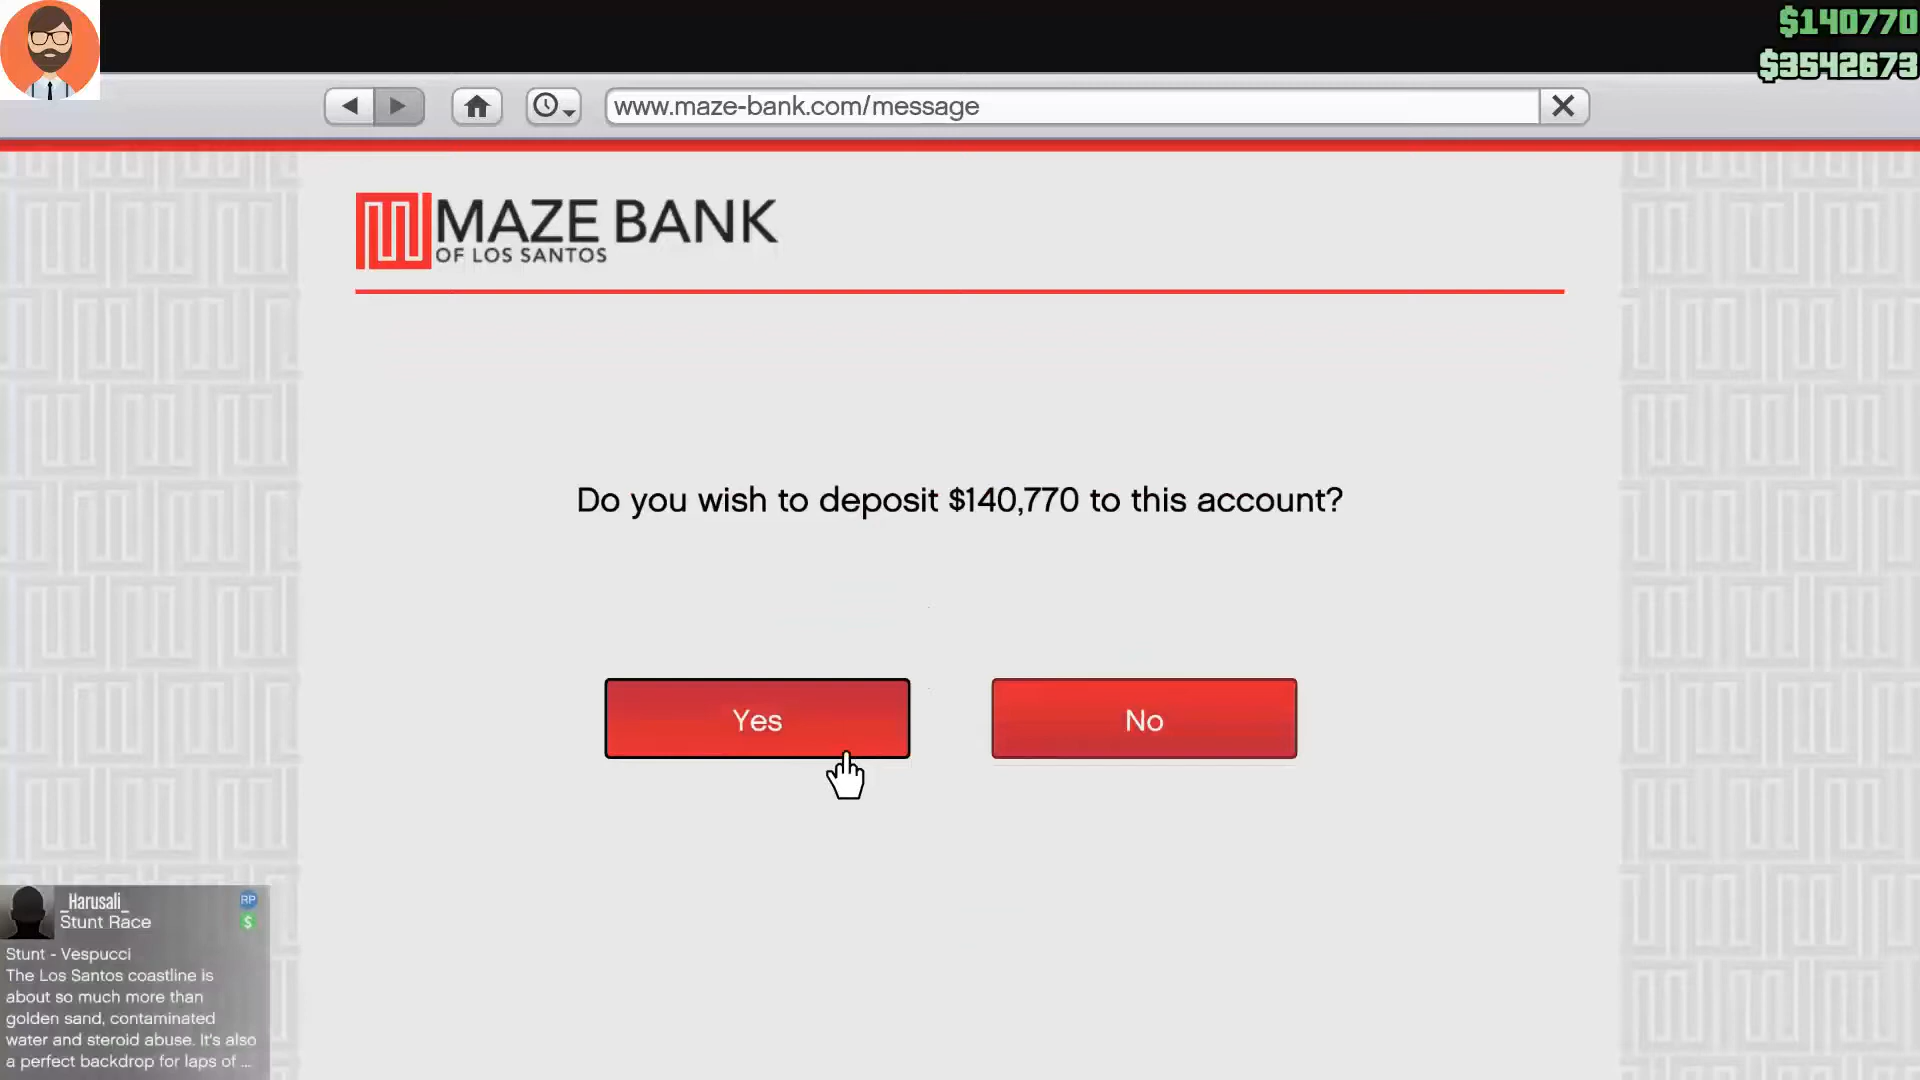 $140770
$3542673
www.maze-bank.com/message
MAZE BANK
OF LOS SANTOS
Do you wish to deposit $140,770 to this account?
Yes
No
_Harusali_
RP
Stunt Race
$
Stunt - Vespucci
The Los Santos coastline is
about so much more than
golden sand, contaminated
water and steroid abuse. It's also
a perfect backdrop for laps of ...